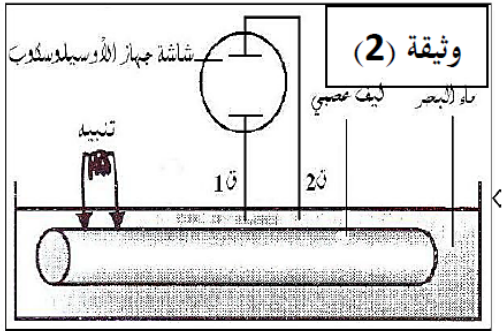 وثيقة (2)
شاشة جهاز الأوسيلوسكوب
ليف عصبي
ماء البحر
تنبيه
ق1
ق2